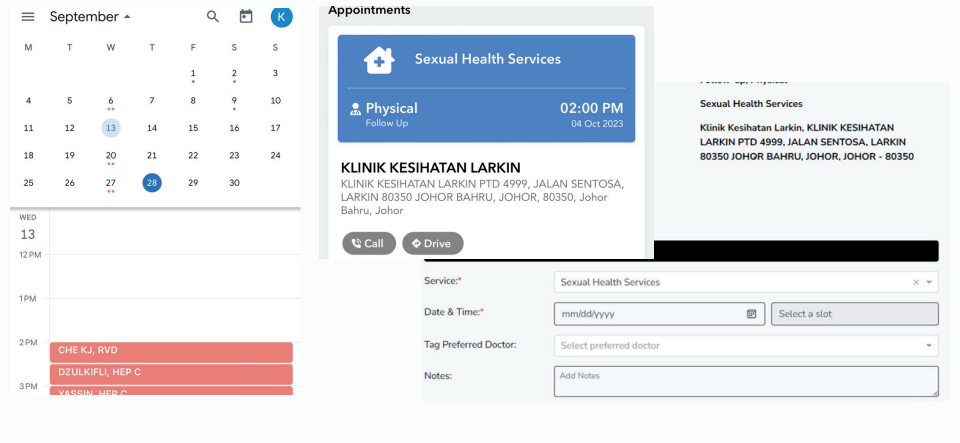 September
K
M T W T F S S
1 2 3
4 5 6 7 8 9 10
11 12 13 14 15 16 17
18 19 20 21 22 23 24
25 26 27 28 29 30
WED
13
12 PM
1 PM
2 PM
CHE KJ, RVD
DZULKIFLI, HEP C
3 PM
YASSIN, HEP C
Appointments
Sexual Health Services
Physical
02:00 PM
Follow Up
04 Oct 2023
KLINIK KESIHATAN LARKIN
KLINIK KESIHATAN LARKIN PTD 4999, JALAN SENTOSA,
LARKIN 80350 JOHOR BAHRU, JOHOR, 80350, Johor
Bahru, Johor
Call
Drive
Sexual Health Services
Klinik Kesihatan Larkin, KLINIK KESIHATAN
LARKIN PTD 4999, JALAN SENTOSA, LARKIN
80350 JOHOR BAHRU, JOHOR, JOHOR - 80350
Service:*
Sexual Health Services
Date & Time:*
mm/dd/yyyy
Select a slot
Tag Preferred Doctor:
Select preferred doctor
Notes:
Add Notes